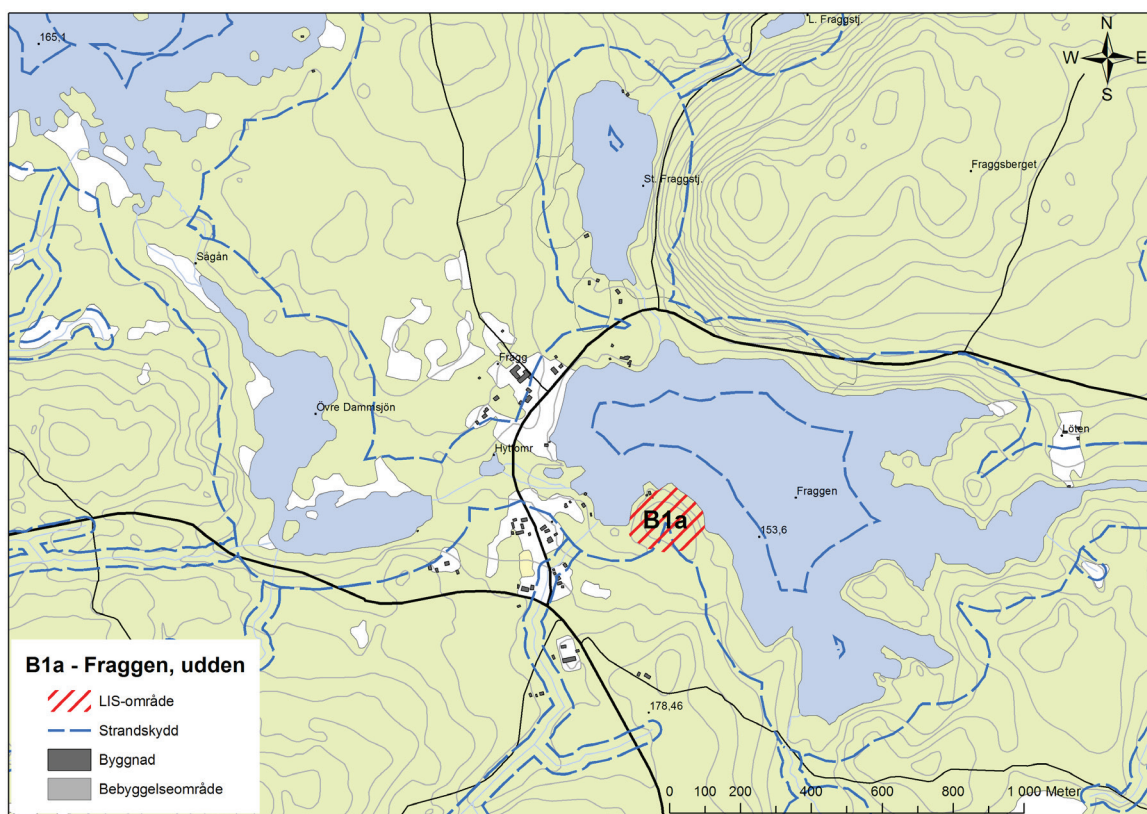 165,1
L. Fraggstj.
N
W E
S
Fraggsberget
St. Fraggstj.
Sågån
Fragg
Övre Dammsjön
Löten
Hyttomr
Fraggen
B1a
153,6
B1a - Fraggen, udden
LIS-område
Strandskydd
Byggnad
Bebyggelseområde
178,46
0 100 200 400 600 800 1 000 Meter